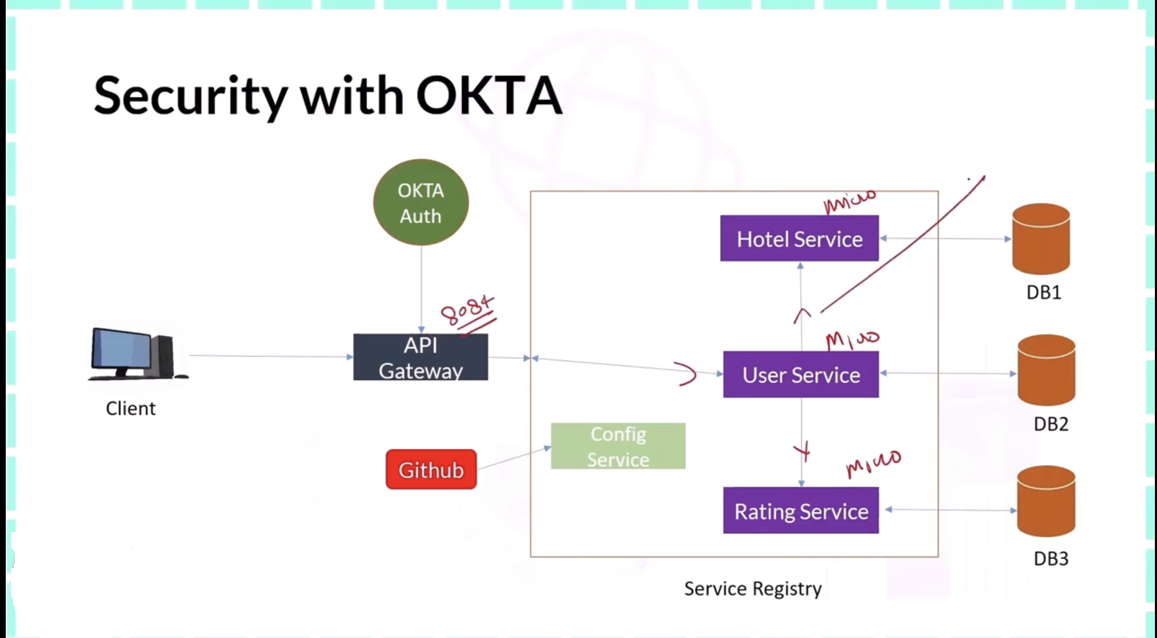 Security with OKTA
OKTA
Auth
micro
Hotel Service
DB1
8084
API
Gateway
Micro
User Service
Client
DB2
Config
Service
Github
Micro
Rating Service
DB3
Service Registry